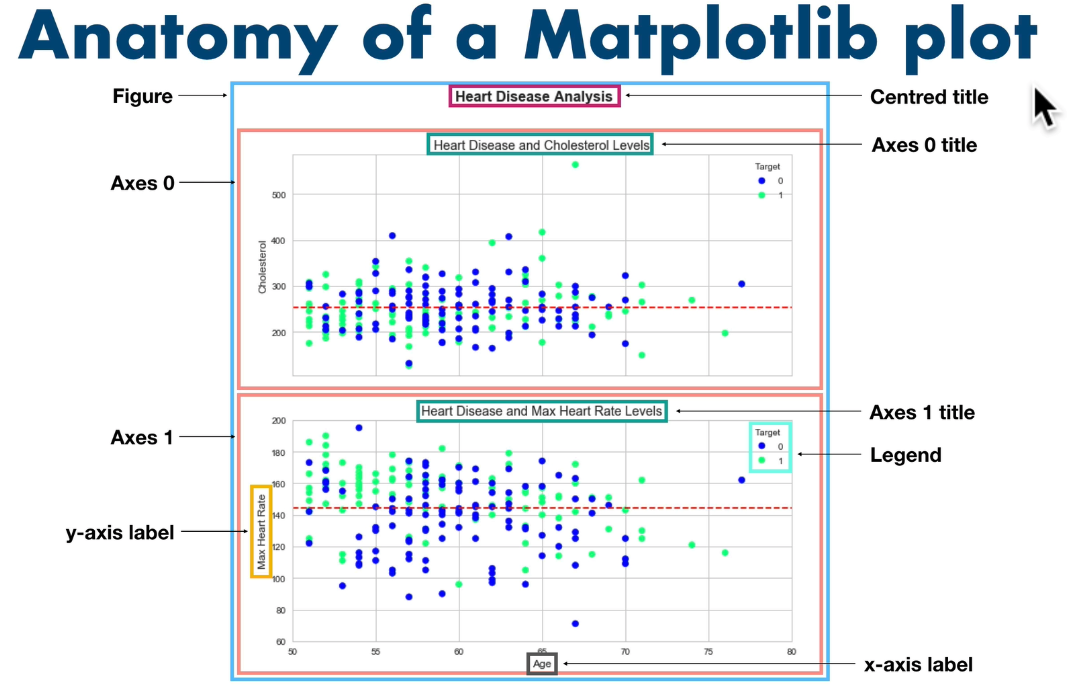 Anatomy of a Matplotlib plot
Figure
Heart Disease Analysis
Centred title
Heart Disease and Cholesterol Levels
Axes 0 title
Axes 0
Target
0
1
Cholesterol
500
400
300
200
Heart Disease and Max Heart Rate Levels
Axes 1 title
Axes 1
Target
0
1
Legend
y-axis label
Max Heart Rate
200
180
160
140
120
100
80
60
50
55
60
65
70
75
80
Age
x-axis label